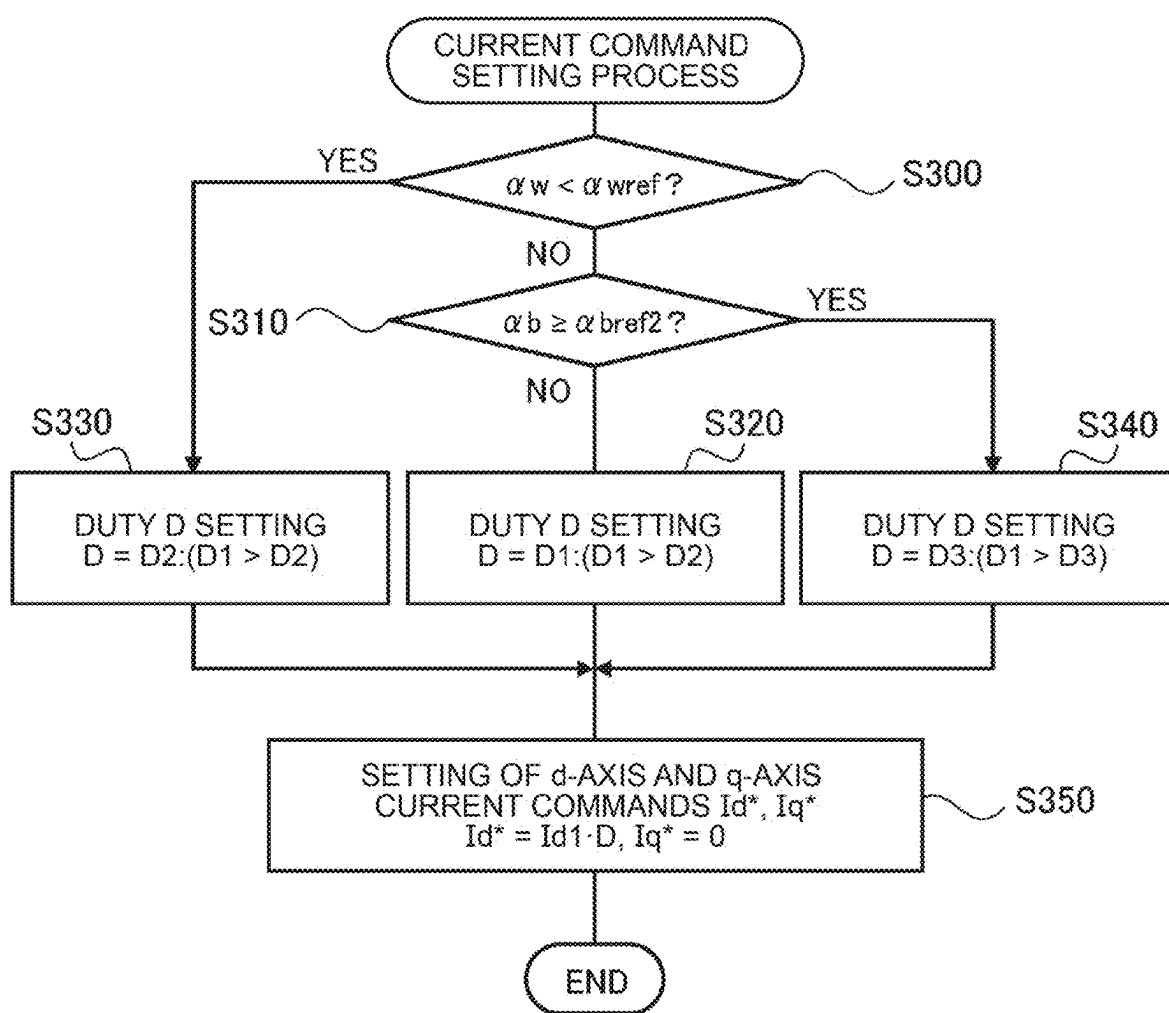 CURRENT COMMAND
SETTING PROCESS
YES
αw < αwref?
S300
NO
S310
αb ≥ αbref2?
YES
NO
S330
S320
S340
DUTY D SETTING
D = D2:(D1 > D2)
DUTY D SETTING
D = D1:(D1 > D2)
DUTY D SETTING
D = D3:(D1 > D3)
SETTING OF d-AXIS AND q-AXIS
CURRENT COMMANDS Id*, Iq*
Id* = Id1·D, Iq* = 0
S350
END